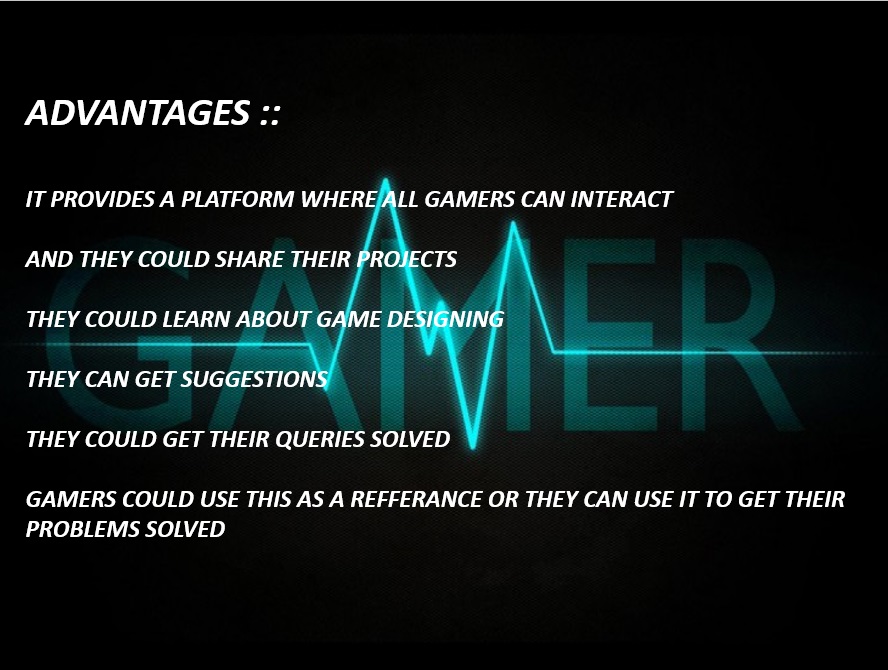 ADVANTAGES ::
IT PROVIDES A PLATFORM WHERE ALL GAMERS CAN INTERACT
AND THEY COULD SHARE THEIR PROJECTS
GAMER
THEY COULD LEARN ABOUT GAME DESIGNING
THEY CAN GET SUGGESTIONS
THEY COULD GET THEIR QUERIES SOLVED
GAMERS COULD USE THIS AS A REFFERANCE OR THEY CAN USE IT TO GET THEIR
PROBLEMS SOLVED